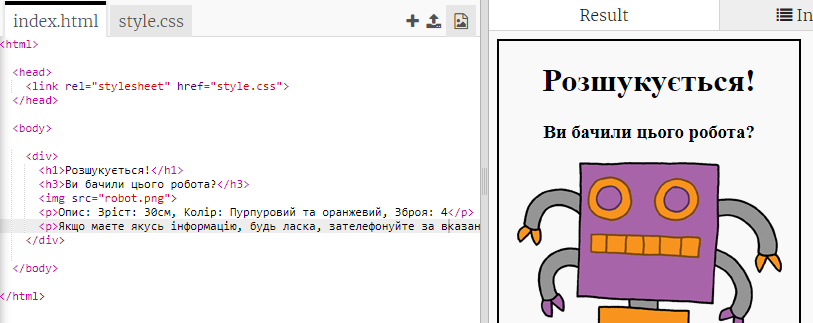 index.html
style.css
Result
In
<html>
<head>
<link rel="stylesheet" href="style.css">
</head>
<body>
<div>
<h1>Розшукується!</h1>
<h3>Ви бачили цього робота?</h3>
<img src="robot.png">
<p>Опис: Зріст: 30см, Колір: Пурпуровий та оранжевий, Зброя: 4</p>
<p>Якщо маєте якусь інформацію, будь ласка, зателефонуйте за вказан
</div>
</body>
</html>
Розшукується!
Ви бачили цього робота?